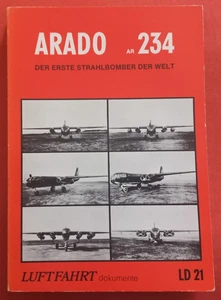 ARADO AR 234
DER ERSTE STRAHLBOMBER DER WELT
LUFTFAHRT dokumente LD 21